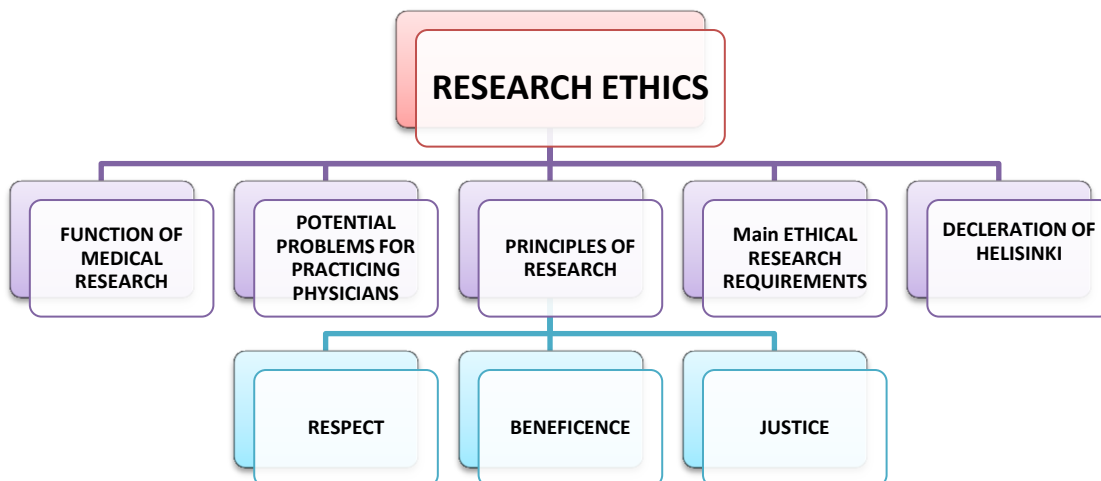 RESEARCH ETHICS
FUNCTION OF
MEDICAL
RESEARCH
POTENTIAL
PROBLEMS FOR
PRACTICING
PHYSICIANS
PRINCIPLES OF
RESEARCH
Main ETHICAL
RESEARCH
REQUIREMENTS
DECLERATION OF
HELISINKI
RESPECT
BENEFICENCE
JUSTICE